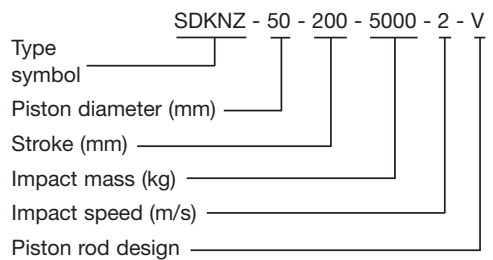 SDKNZ - 50 - 200 - 5000 - 2 - V
Type
symbol
Piston diameter (mm)
Stroke (mm)
Impact mass (kg)
Impact speed (m/s)
Piston rod design